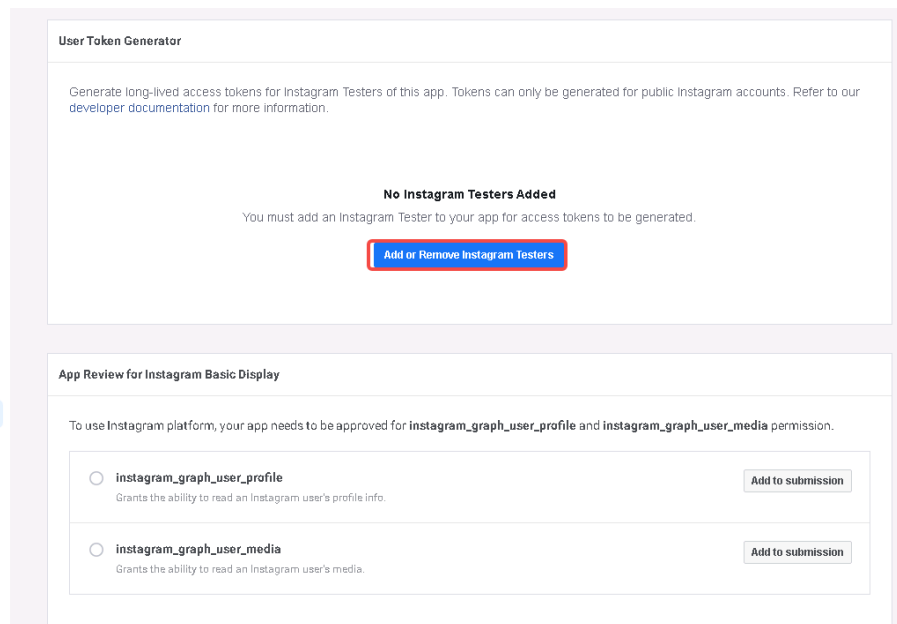 User Token Generator
Generate long-lived access tokens for Instagram Testers of this app. Tokens can only be generated for public Instagram accounts. Refer to our
developer documentation for more information.
No Instagram Testers Added
You must add an Instagram Tester to your app for access tokens to be generated.
Add or Remove Instagram Testers
App Review for Instagram Basic Display
To use Instagram platform, your app needs to be approved for instagram_graph_user_profile and instagram_graph_user_media permission.
instagram_graph_user_profile
Add to submission
Grants the ability to read an Instagram user's profile info.
instagram_graph_user_media
Add to submission
Grants the ability to read an Instagram user's media.